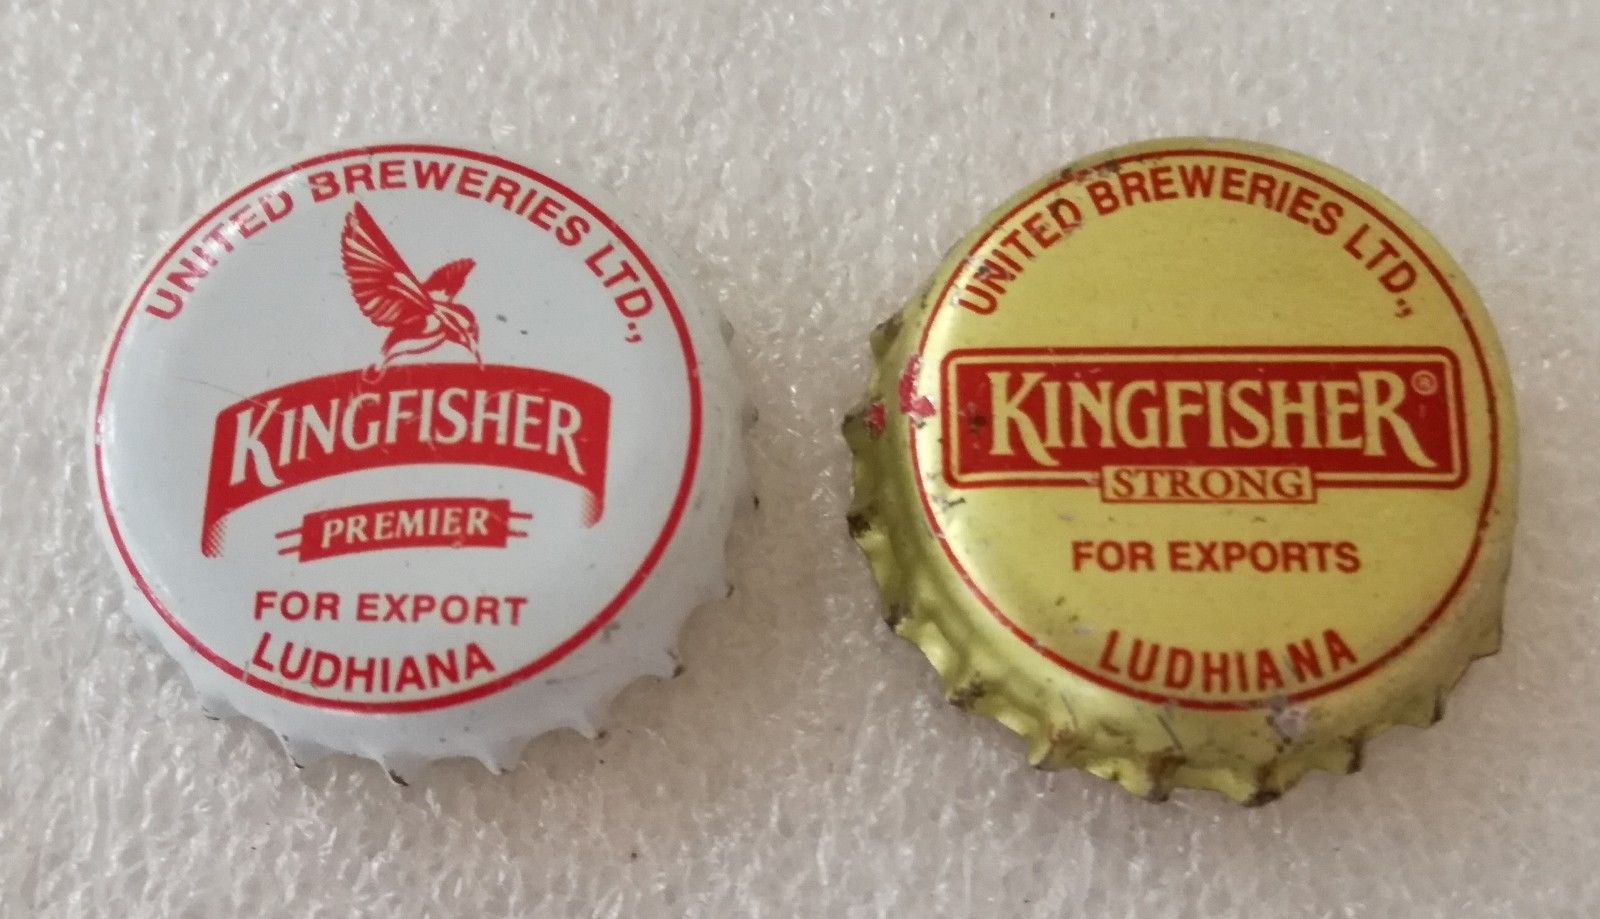 UNITED BREWERIES LTD.,
KINGFISHER
PREMIER
FOR EXPORT
LUDHIANA
UNITED BREWERIES LTD.,
KINGFISHER®
STRONG
FOR EXPORTS
LUDHIANA